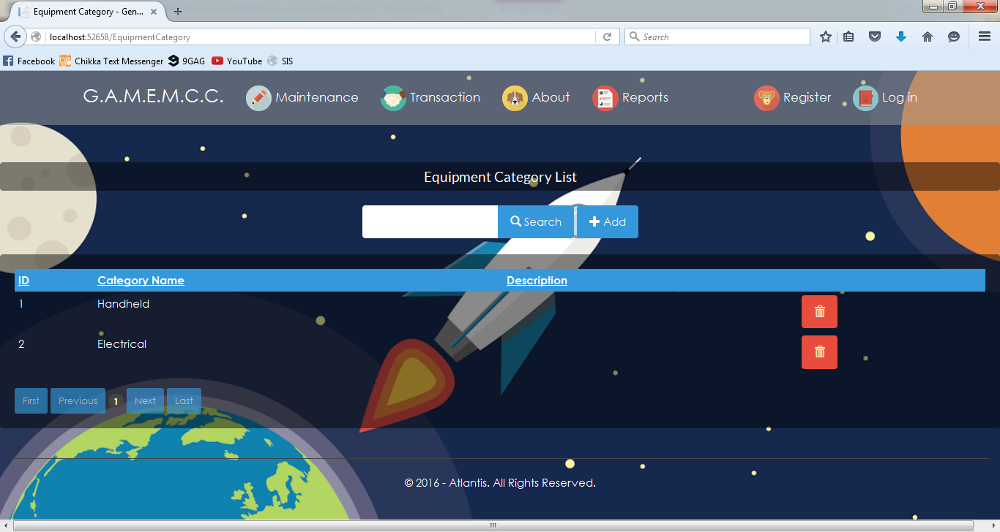 Equipment Category - Gen...
localhost:52658/EquipmentCategory
Search
Facebook Chikka Text Messenger 9GAG YouTube SIS
G.A.M.E.M.C.C. Maintenance Transaction About Reports Register Log in
Equipment Category List
Search Add
ID Category Name Description
1 Handheld
2 Electrical
First Previous 1 Next Last
© 2016 - Atlantis. All Rights Reserved.